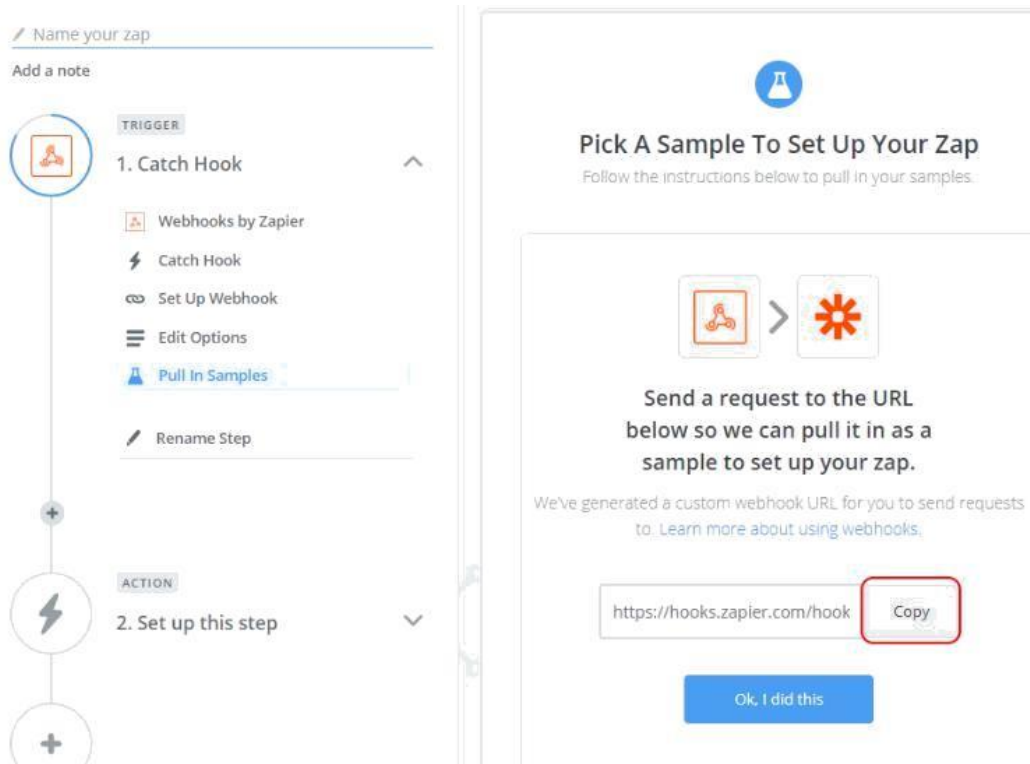 Name your zap
Add a note
TRIGGER
1. Catch Hook
Webhooks by Zapier
Catch Hook
Set Up Webhook
Edit Options
Pull In Samples
Rename Step
ACTION
2. Set up this step
Pick A Sample To Set Up Your Zap
Follow the instructions below to pull in your samples.
Send a request to the URL
below so we can pull it in as a
sample to set up your zap.
We've generated a custom webhook URL for you to send requests
to. Learn more about using webhooks.
https://hooks.zapier.com/hook
Copy
Ok, I did this